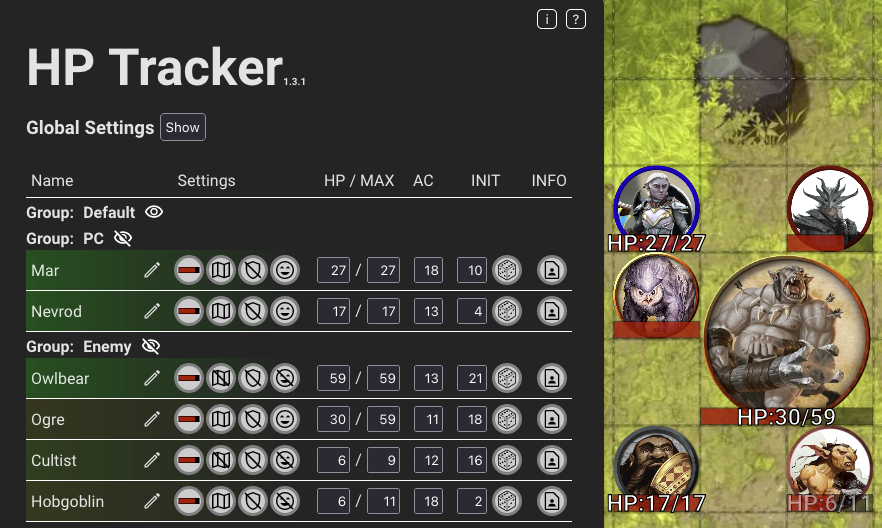 i ?
HP Tracker 1.3.1
Global Settings Show
Name Settings HP / MAX AC INIT INFO
Group: Default
Group: PC
Mar 27 / 27 18 10
Nevrod 17 / 17 13 4
Group: Enemy
Owlbear 59 / 59 13 21
Ogre 30 / 59 11 18
Cultist 6 / 9 12 16
Hobgoblin 6 / 11 18 2
HP:27/27
HP:30/59
HP:17/17
HP:6/11